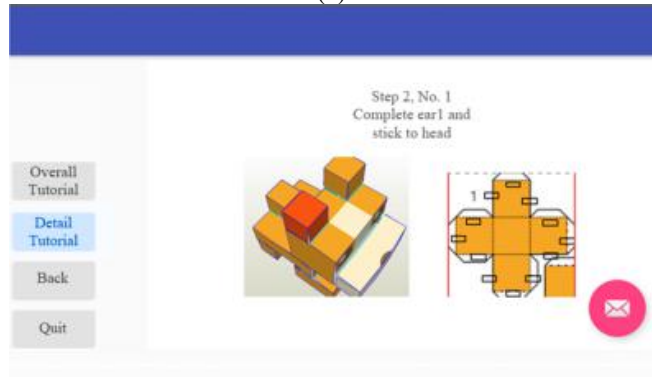 Step 2, No. 1
Complete ear1 and
stick to head
Overall
Tutorial
Detail
Tutorial
Back
Quit
1